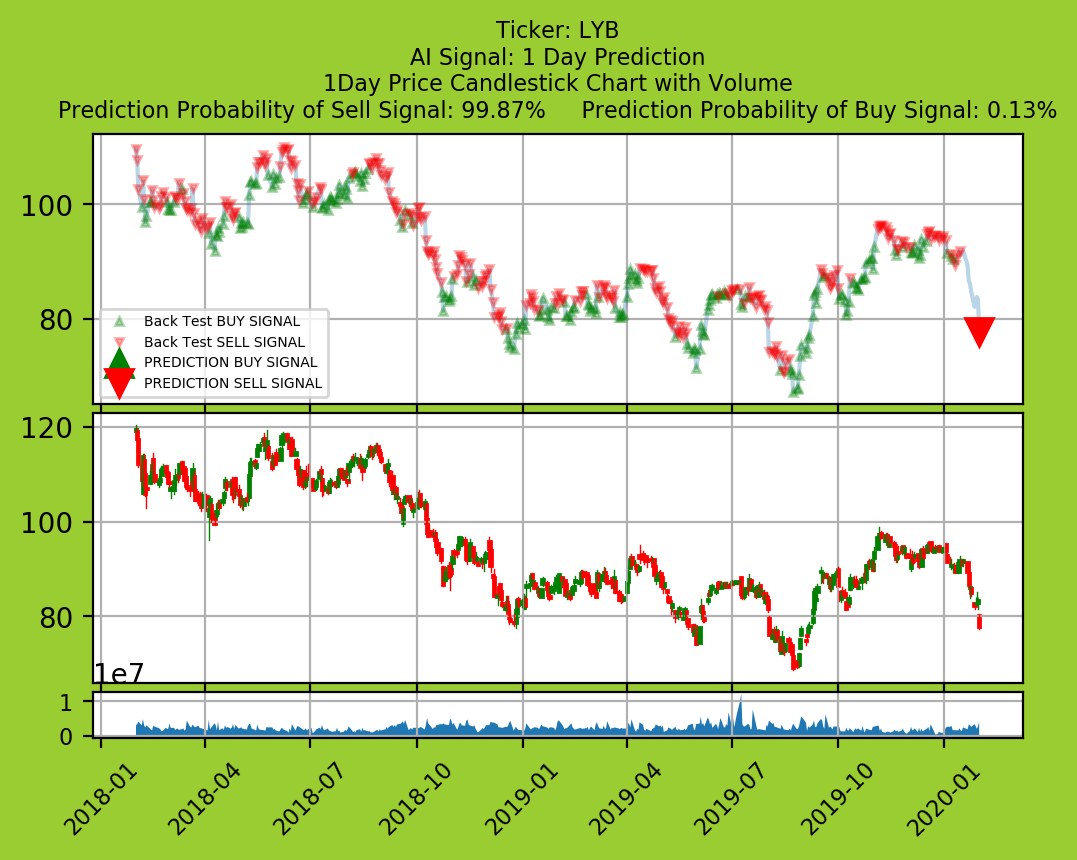 Ticker: LYB
AI Signal: 1 Day Prediction
1Day Price Candlestick Chart with Volume
Prediction Probability of Sell Signal: 99.87% Prediction Probability of Buy Signal: 0.13%
100
80
Back Test BUY SIGNAL
Back Test SELL SIGNAL
PREDICTION BUY SIGNAL
PREDICTION SELL SIGNAL
120
100
80
1e7
1
0
2018-01 2018-04 2018-07 2018-10 2019-01 2019-04 2019-07 2019-10 2020-01